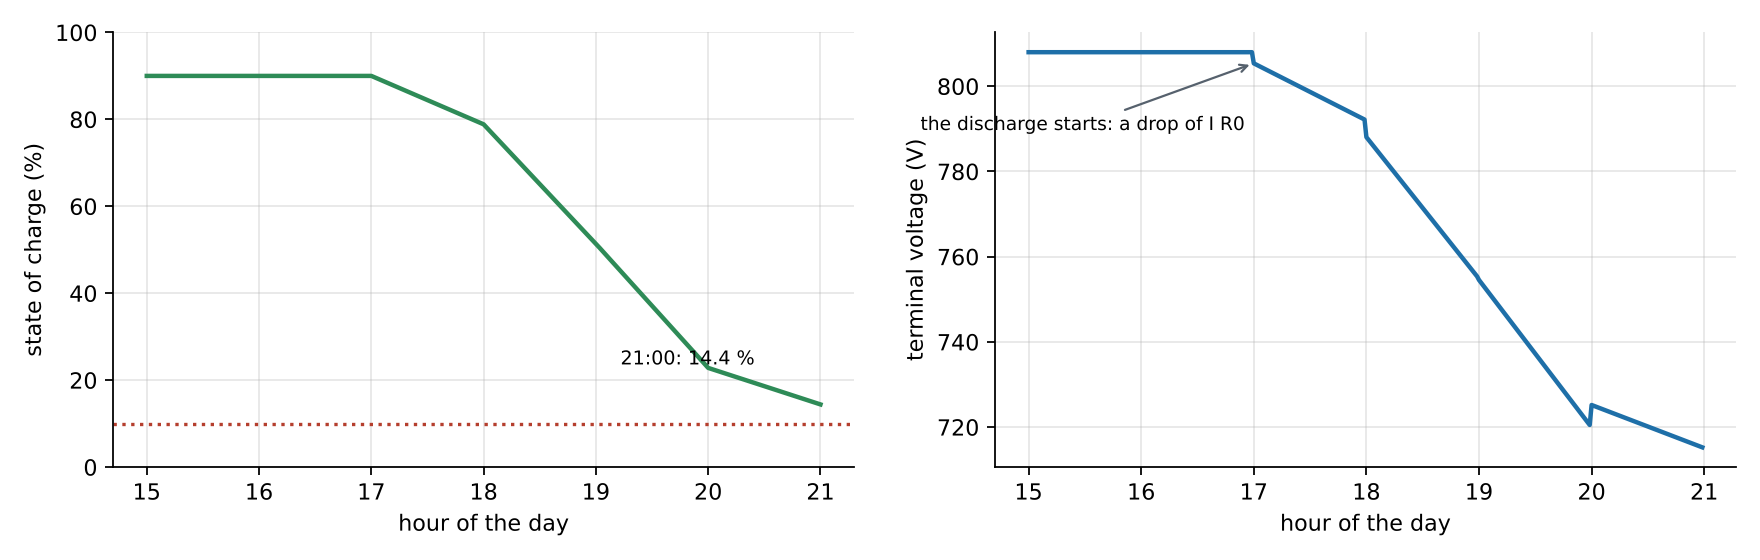 100
80
60
40
20
0
state of charge (%)
21:00: 14.4 %
15 16 17 18 19 20 21
hour of the day
800
780
760
740
720
terminal voltage (V)
the discharge starts: a drop of I R0
15 16 17 18 19 20 21
hour of the day